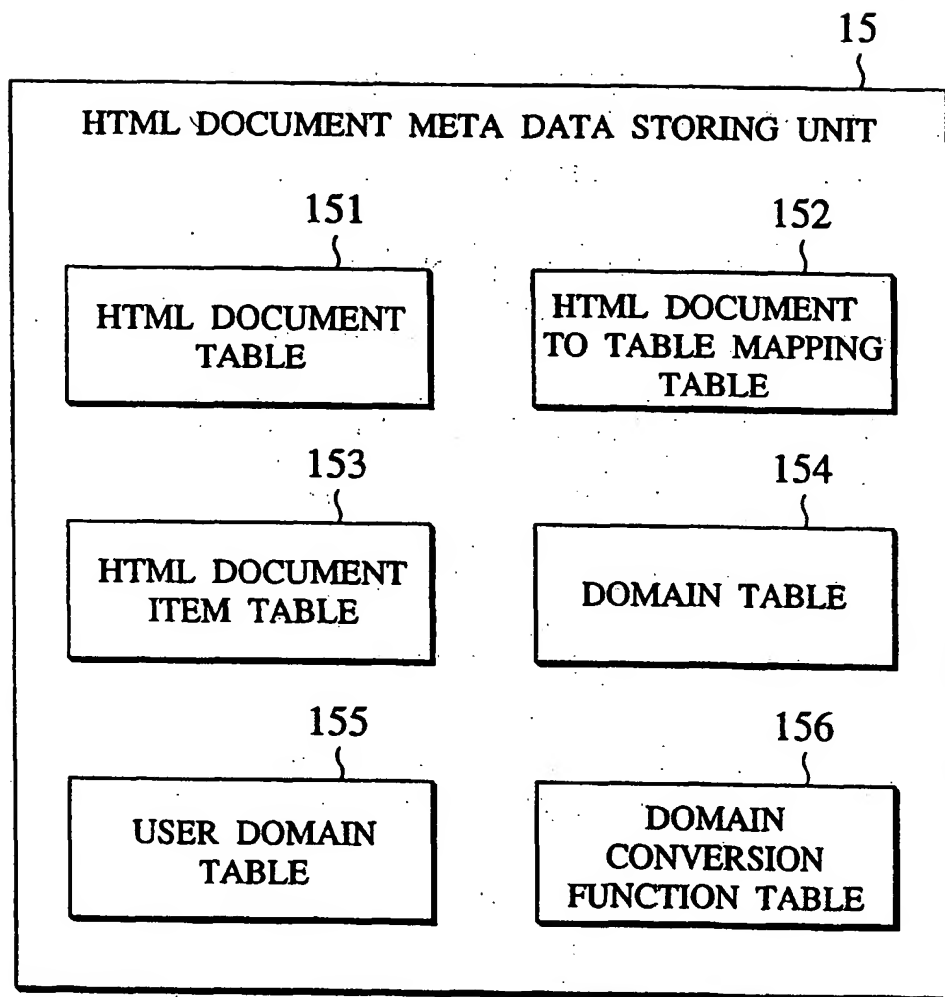 15
HTML DOCUMENT META DATA STORING UNIT
151
HTML DOCUMENT
TABLE
152
HTML DOCUMENT
TO TABLE MAPPING
TABLE
153
HTML DOCUMENT
ITEM TABLE
154
DOMAIN TABLE
155
USER DOMAIN
TABLE
156
DOMAIN
CONVERSION
FUNCTION TABLE